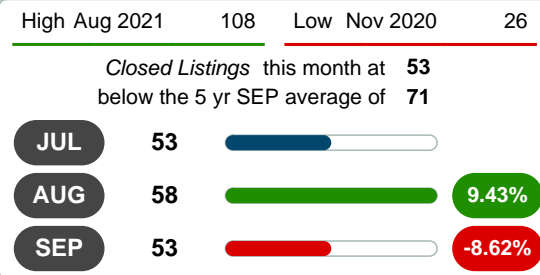 High Aug 2021 108 Low Nov 2020 26
Closed Listings this month at 53
below the 5 yr SEP average of 71
JUL 53
AUG 58 9.43%
SEP 53 -8.62%